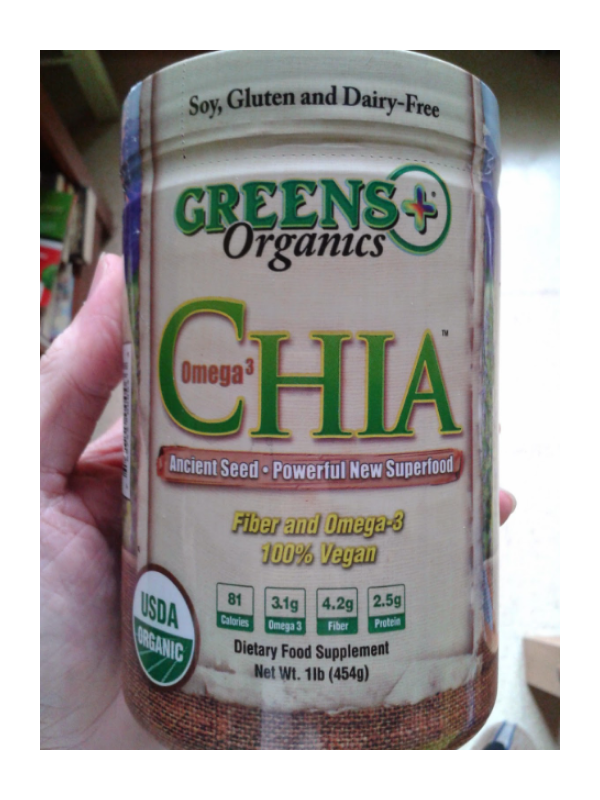 Soy, Gluten and Dairy-Free
GREENS+®
Organics
Omega³
CHIA™
Ancient Seed • Powerful New Superfood
Fiber and Omega-3
100% Vegan
81 3.1g 4.2g 2.5g
Calories Omega 3 Fiber Protein
USDA
ORGANIC
Dietary Food Supplement
Net Wt. 1lb (454g)